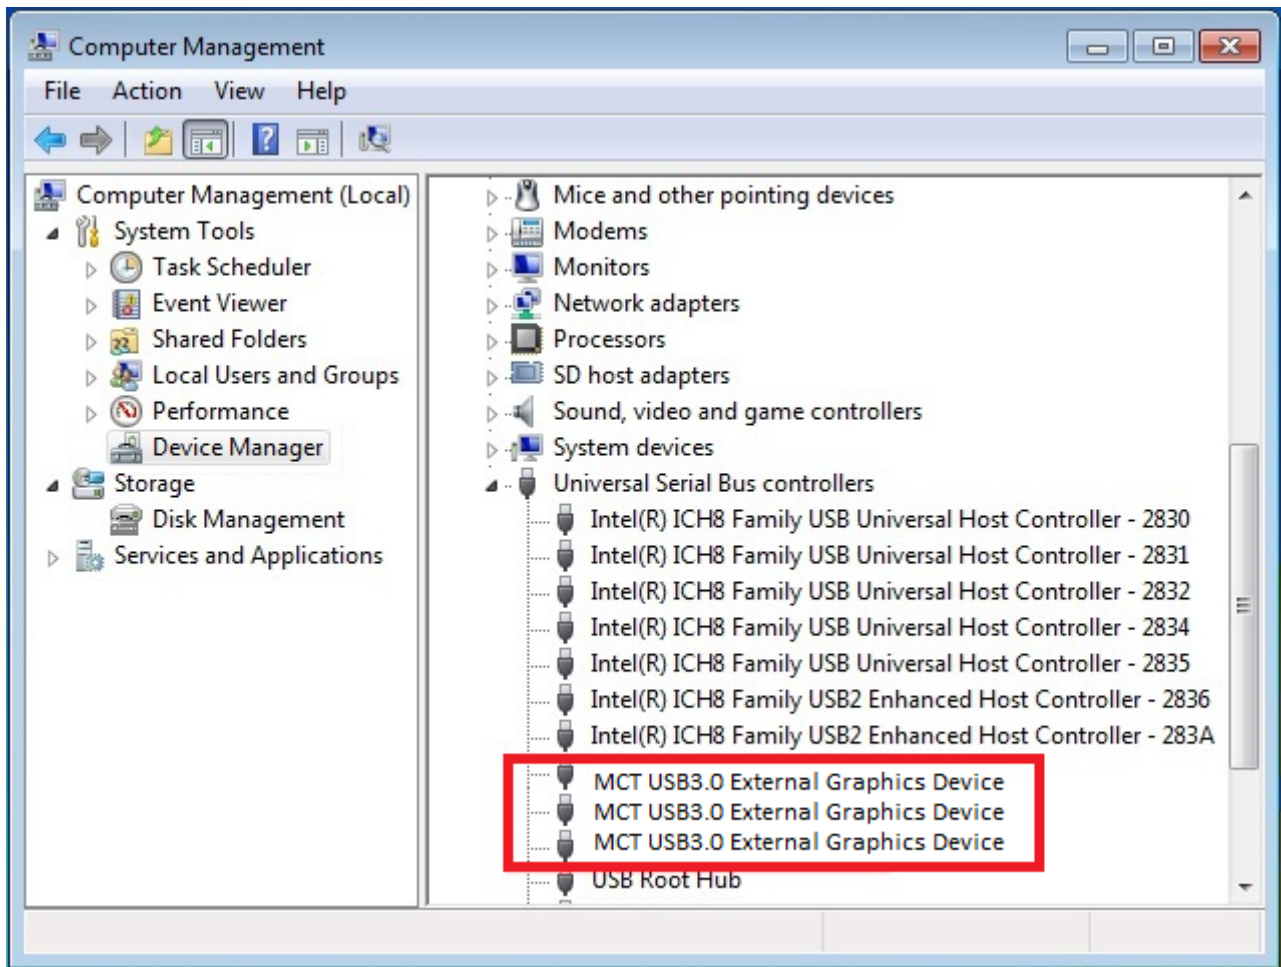 Computer Management
File Action View Help
Computer Management (Local)
System Tools
Task Scheduler
Event Viewer
Shared Folders
Local Users and Groups
Performance
Device Manager
Storage
Disk Management
Services and Applications
Mice and other pointing devices
Modems
Monitors
Network adapters
Processors
SD host adapters
Sound, video and game controllers
System devices
Universal Serial Bus controllers
Intel(R) ICH8 Family USB Universal Host Controller - 2830
Intel(R) ICH8 Family USB Universal Host Controller - 2831
Intel(R) ICH8 Family USB Universal Host Controller - 2832
Intel(R) ICH8 Family USB Universal Host Controller - 2834
Intel(R) ICH8 Family USB Universal Host Controller - 2835
Intel(R) ICH8 Family USB2 Enhanced Host Controller - 2836
Intel(R) ICH8 Family USB2 Enhanced Host Controller - 283A
MCT USB3.0 External Graphics Device
MCT USB3.0 External Graphics Device
MCT USB3.0 External Graphics Device
USB Root Hub